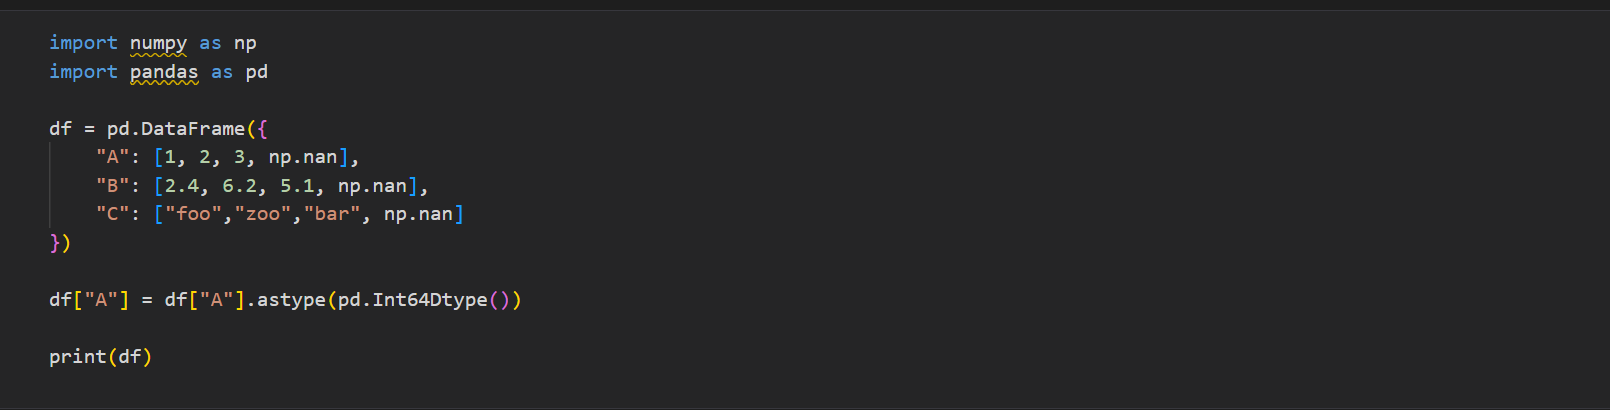 import numpy as np
import pandas as pd
df = pd.DataFrame({
    "A": [1, 2, 3, np.nan],
    "B": [2.4, 6.2, 5.1, np.nan],
    "C": ["foo","zoo","bar", np.nan]
})
df["A"] = df["A"].astype(pd.Int64Dtype())
print(df)